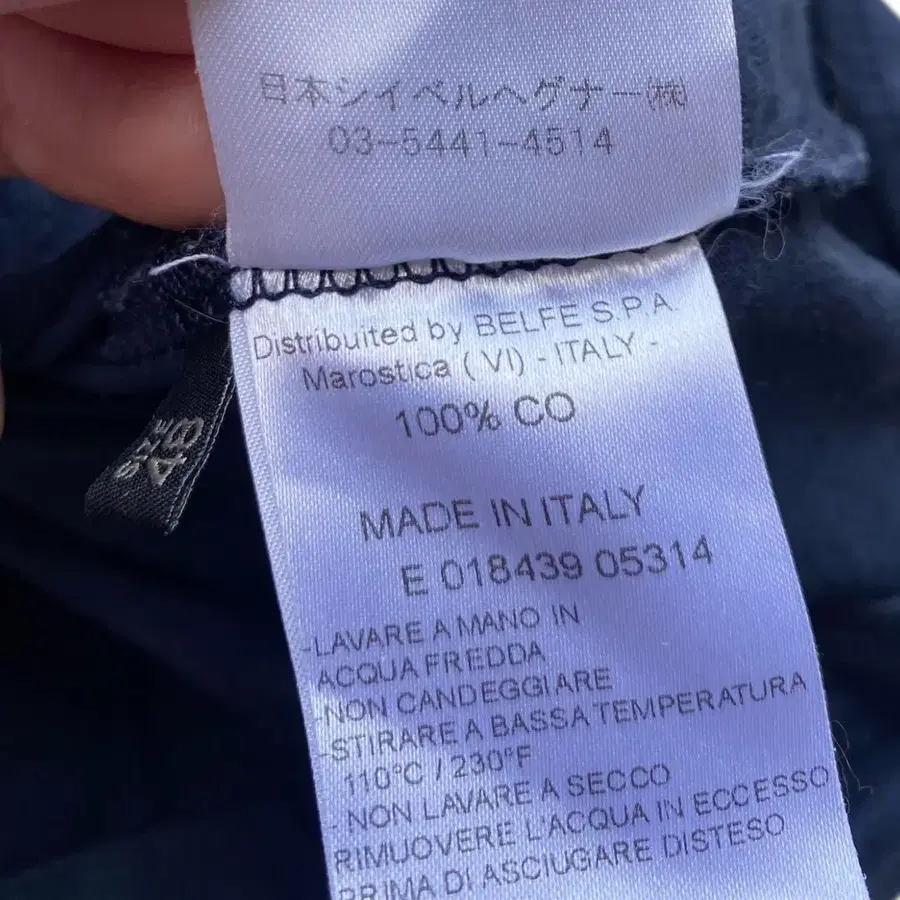 日本シイベルヘグナー㈱
03-5441-4514
Distribuited by BELFE S.P.A.
Marostica ( VI) - ITALY -
100% CO
SIZE
48
MADE IN ITALY
E 018439 05314
-LAVARE A MANO IN
ACQUA FREDDA
-NON CANDEGGIARE
-STIRARE A BASSA TEMPERATURA
110°C / 230°F
- NON LAVARE A SECCO
RIMUOVERE L'ACQUA IN ECCESSO
PRIMA DI ASCIUGARE DISTESO